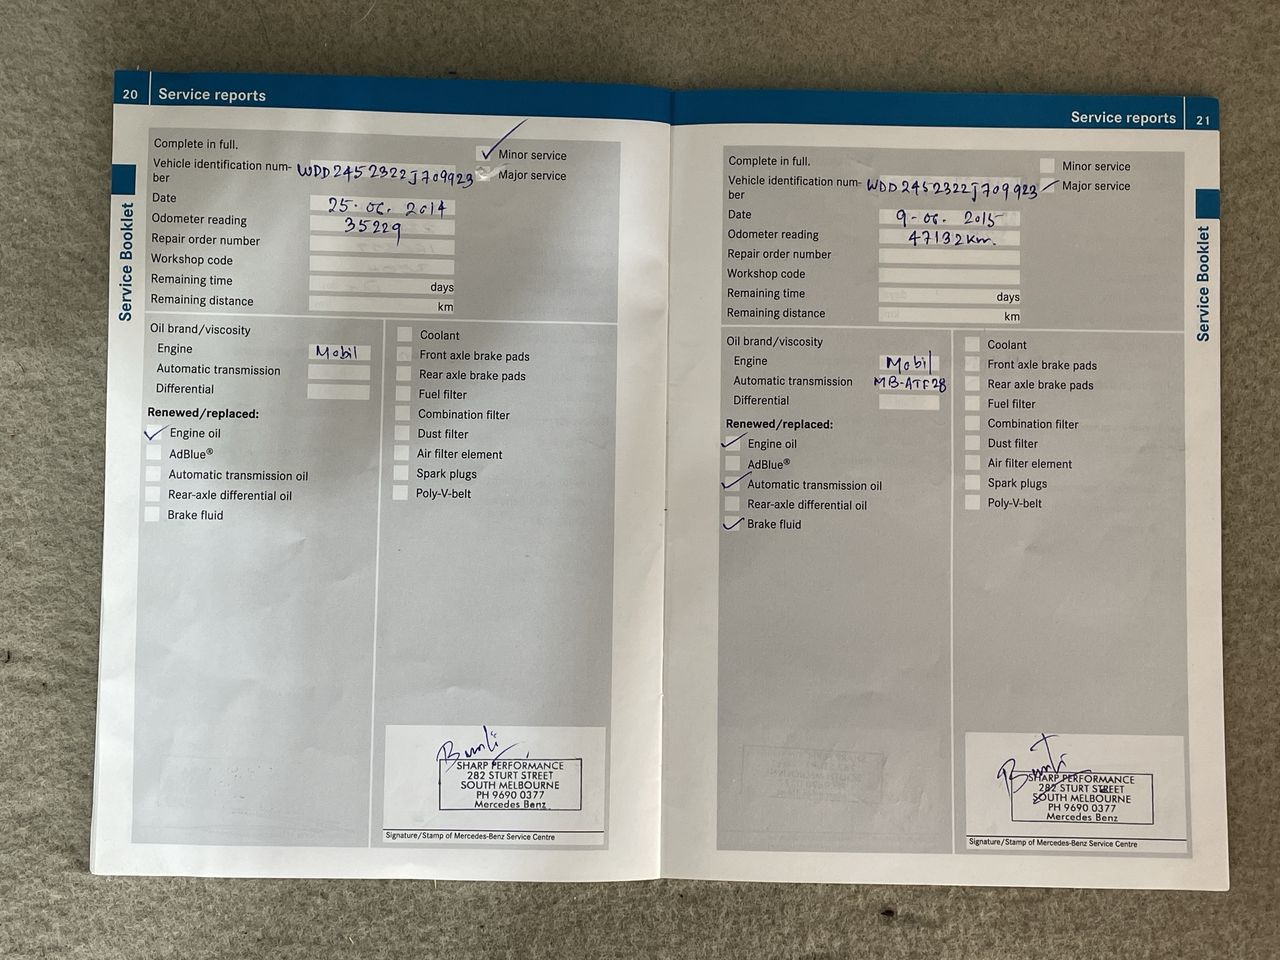 20 Service reports
Complete in full.
Minor service
Vehicle identification num-
ber
WDD2452322J709923
Major service
Date 25-06. 2014
Odometer reading 35229
Repair order number
Workshop code
Remaining time days
Remaining distance km
Oil brand/viscosity
Engine Mobil
Automatic transmission
Differential
Renewed/replaced:
Engine oil
AdBlue®
Automatic transmission oil
Rear-axle differential oil
Brake fluid
Coolant
Front axle brake pads
Rear axle brake pads
Fuel filter
Combination filter
Dust filter
Air filter element
Spark plugs
Poly-V-belt
SHARP PERFORMANCE
282 STURT STREET
SOUTH MELBOURNE
PH 9690 0377
Mercedes Benz
Signature/Stamp of Mercedes-Benz Service Centre
Service Booklet
Service reports 21
Complete in full.
Minor service
Vehicle identification num-
ber
WDD2452322J709923
Major service
Date 9-06. 2015
Odometer reading 47132km.
Repair order number
Workshop code
Remaining time days
Remaining distance km
Oil brand/viscosity
Engine Mobil
Automatic transmission MB-ATF28
Differential
Renewed/replaced:
Engine oil
AdBlue®
Automatic transmission oil
Rear-axle differential oil
Brake fluid
Coolant
Front axle brake pads
Rear axle brake pads
Fuel filter
Combination filter
Dust filter
Air filter element
Spark plugs
Poly-V-belt
SHARP PERFORMANCE
282 STURT STREET
SOUTH MELBOURNE
PH 9690 0377
Mercedes Benz
Signature/Stamp of Mercedes-Benz Service Centre
Service Booklet